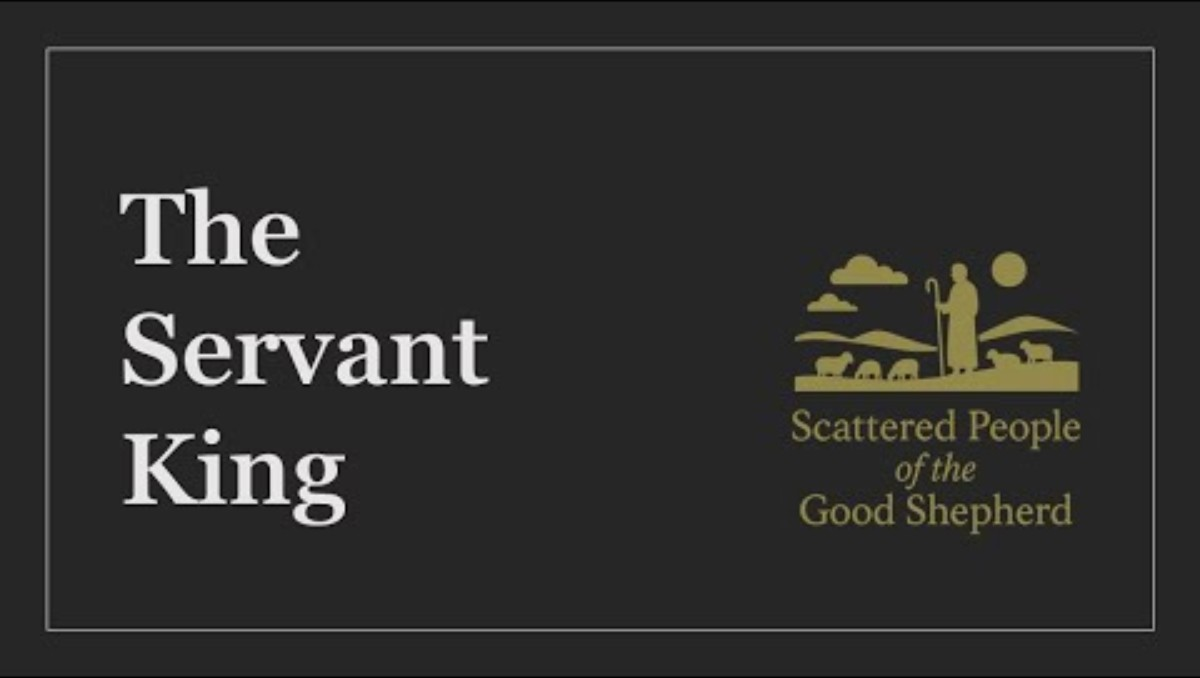 The
Servant
King
Scattered People
of the
Good Shepherd